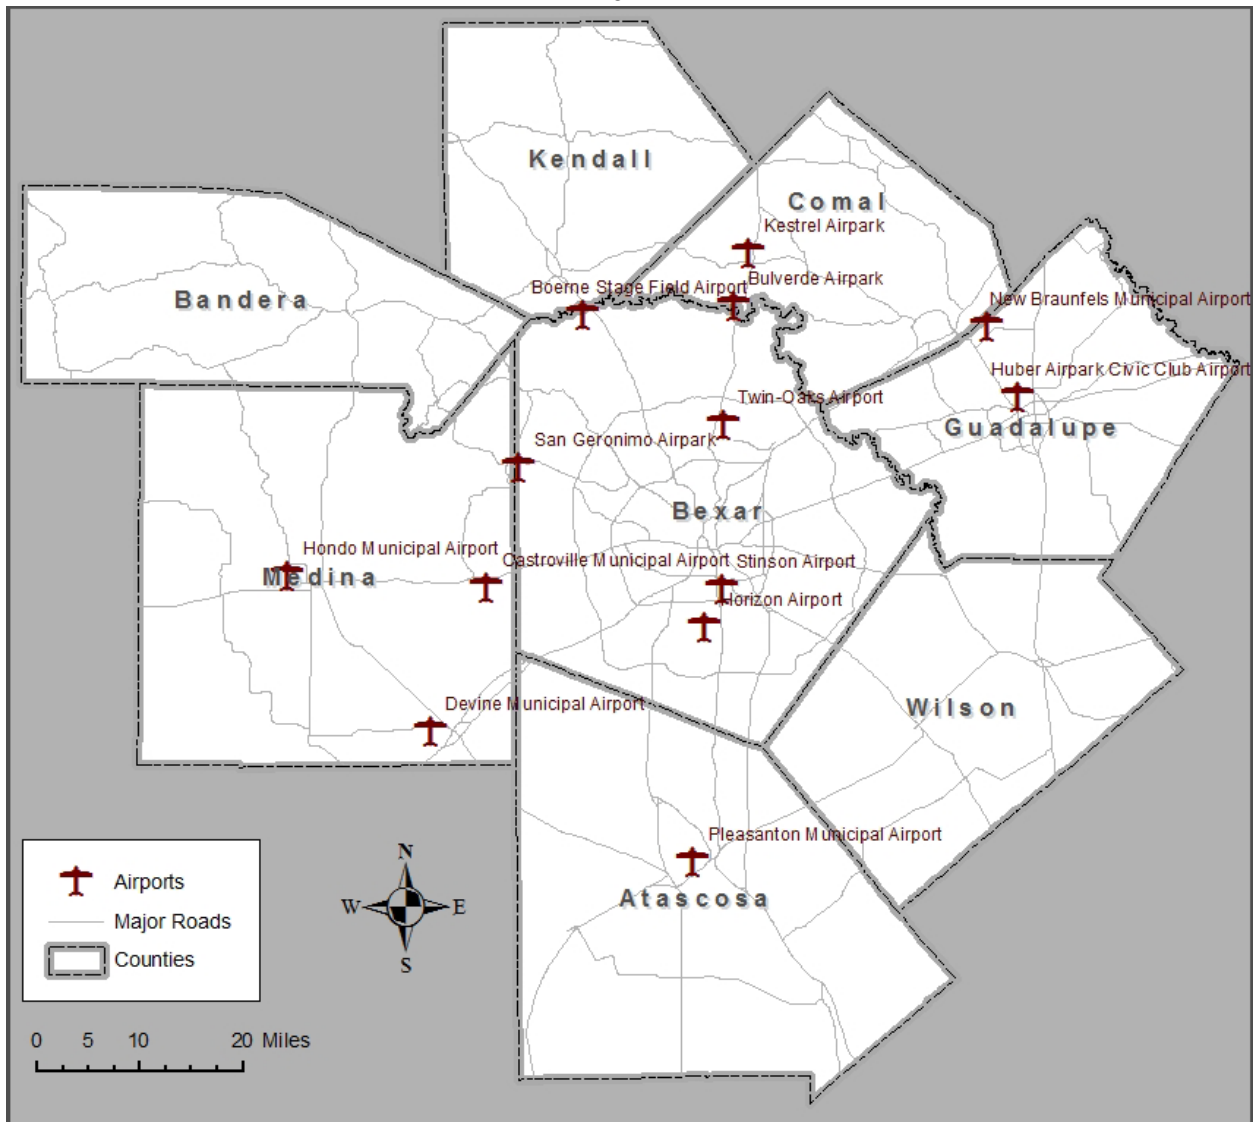 Kendall
Comal
Kestrel Airpark
Bandera
Boerne Stage Field Airport
Bulverde Airpark
New Braunfels Municipal Airport
Huber Airpark Civic Club Airport
Twin-Oaks Airport
Guadalupe
San Geronimo Airpark
Bexar
Hondo Municipal Airport
Medina
Castroville Municipal Airport
Stinson Airport
Horizon Airport
Devine Municipal Airport
Wilson
Pleasanton Municipal Airport
Atascosa
Airports
Major Roads
Counties
N
W
E
S
0 5 10 20 Miles